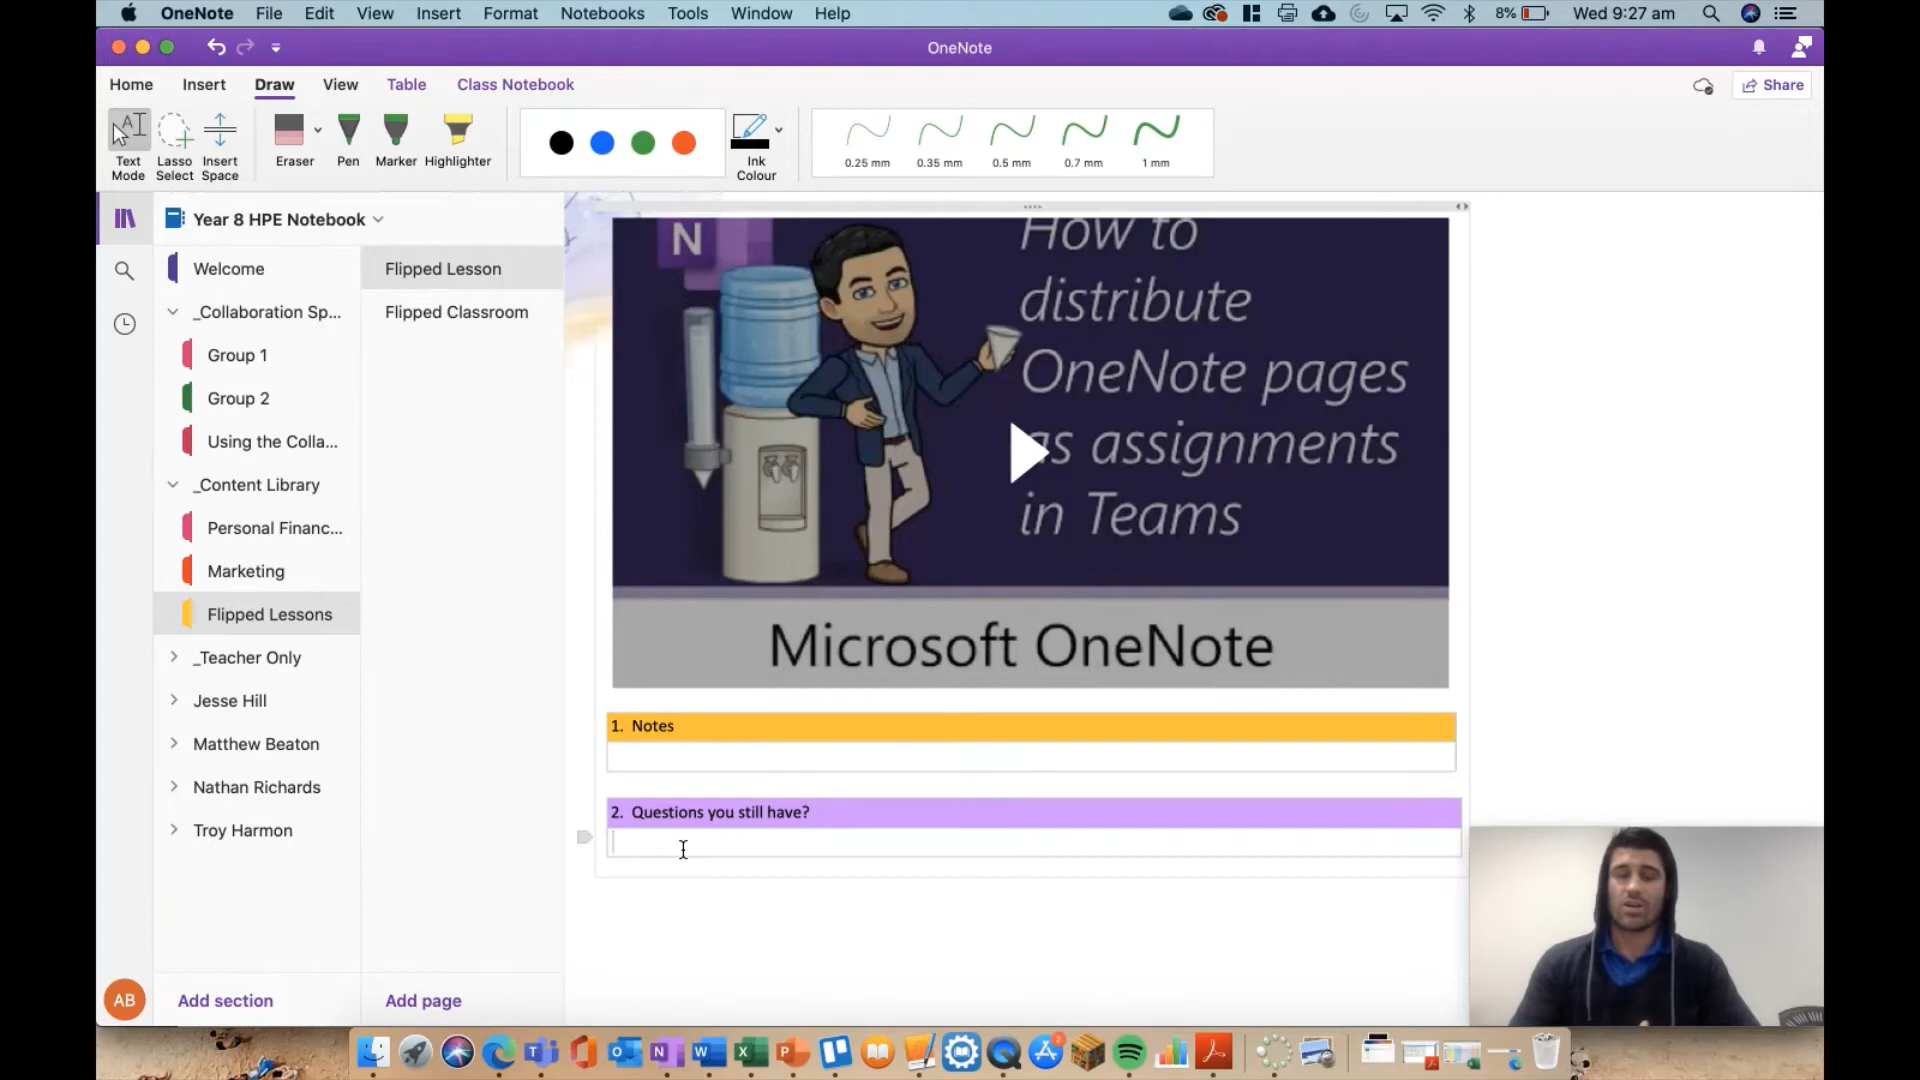 OneNote File Edit View Insert Format Notebooks Tools Window Help 8% Wed 9:27 am
OneNote
Home Insert Draw View Table Class Notebook Share
Text Mode
Lasso Select
Insert Space
Eraser
Pen
Marker
Highlighter
Ink Colour
0.25 mm 0.35 mm 0.5 mm 0.7 mm 1 mm
Year 8 HPE Notebook
Welcome
_Collaboration Sp...
Group 1
Group 2
Using the Colla...
_Content Library
Personal Financ...
Marketing
Flipped Lessons
_Teacher Only
Jesse Hill
Matthew Beaton
Nathan Richards
Troy Harmon
AB
Add section
Flipped Lesson
Flipped Classroom
Add page
N
How to
distribute
OneNote pages
as assignments
in Teams
Microsoft OneNote
1. Notes
2. Questions you still have?